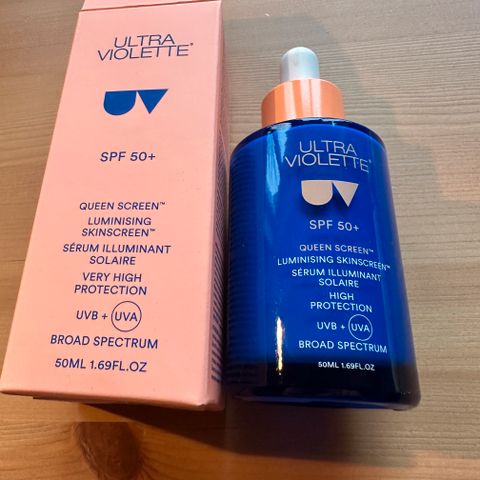 ULTRA
VIOLETTE
UV
SPF 50+
QUEEN SCREEN™
LUMINISING
SKINSCREEN™
SÉRUM ILLUMINANT
SOLAIRE
VERY HIGH
PROTECTION
UVB + UVA
BROAD SPECTRUM
50ML 1.69FL.OZ
ULTRA
VIOLETTE®
UV
SPF 50+
QUEEN SCREEN™
LUMINISING SKINSCREEN™
SÉRUM ILLUMINANT
SOLAIRE
HIGH
PROTECTION
UVB + UVA
BROAD SPECTRUM
50ML 1.69FL.OZ